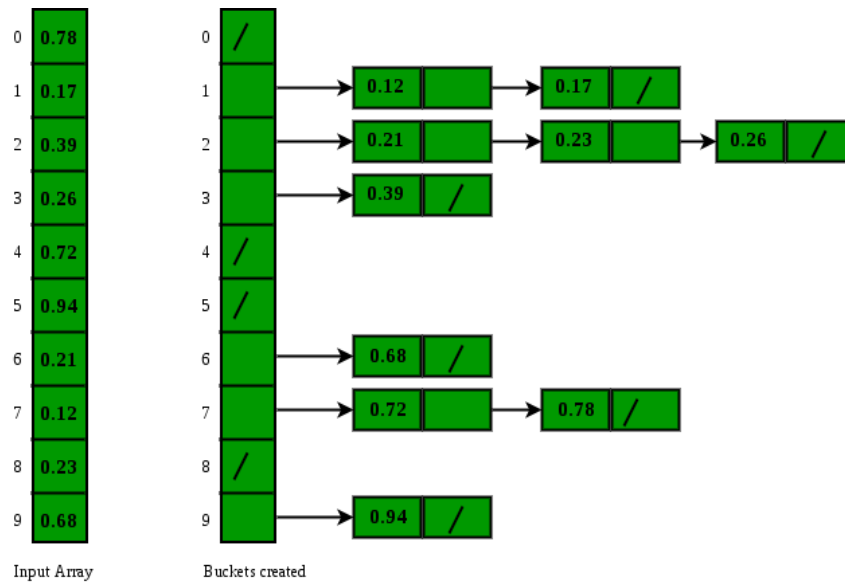 0 0.78 0 /
1 0.17 1 0.12 0.17 /
2 0.39 2 0.21 0.23 0.26 /
3 0.26 3 0.39 /
4 0.72 4 /
5 0.94 5 /
6 0.21 6 0.68 /
7 0.12 7 0.72 0.78 /
8 0.23 8 /
9 0.68 9 0.94 /
Input Array Buckets created